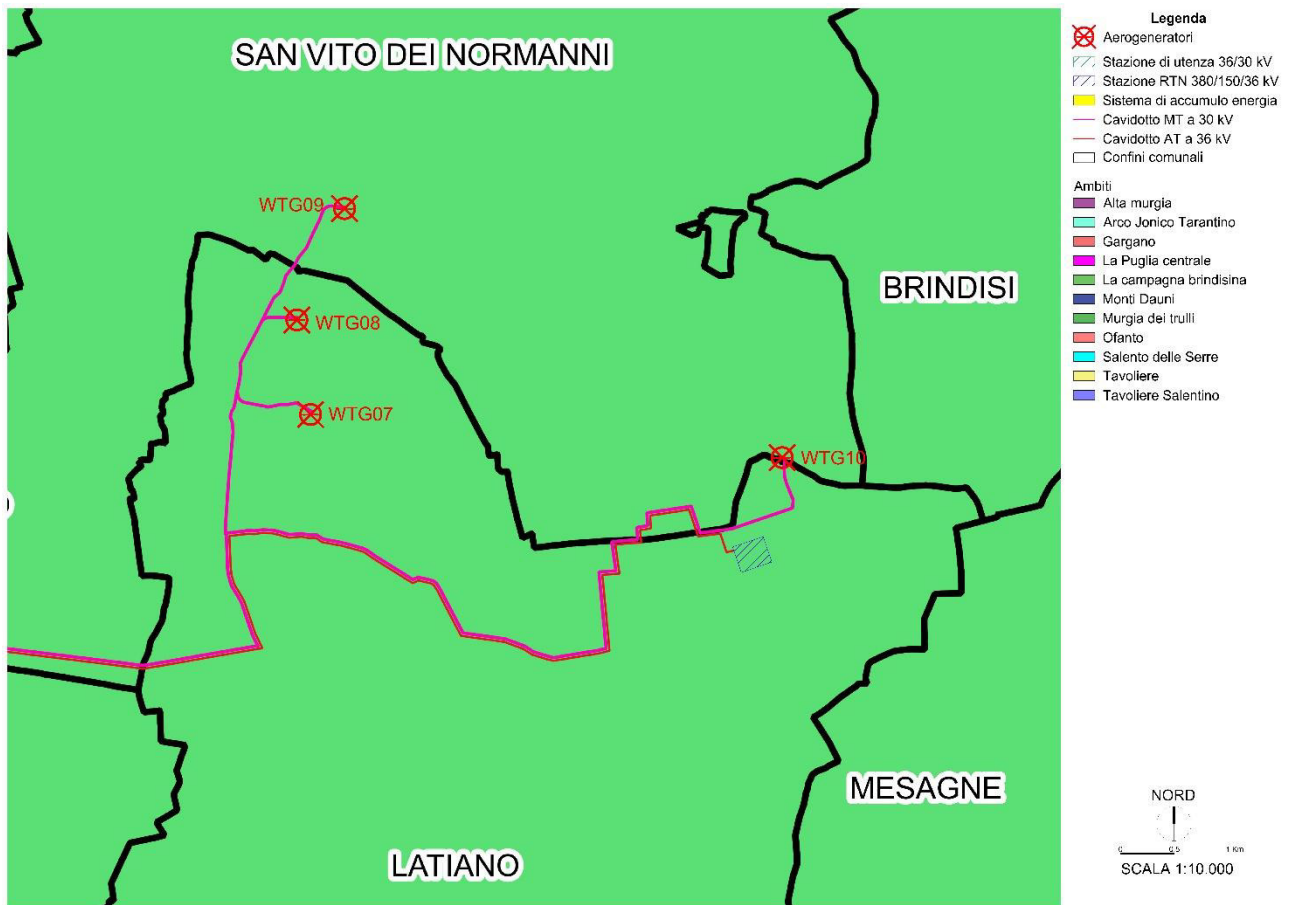 SAN VITO DEI NORMANNI
WTG09
WTG08
WTG07
BRINDISI
WTG10
MESAGNE
LATIANO
Legenda
Aerogeneratori
Stazione di utenza 36/30 kV
Stazione RTN 380/150/36 kV
Sistema di accumulo energia
Cavidotto MT a 30 kV
Cavidotto AT a 36 kV
Confini comunali
Ambiti
Alta murgia
Arco Jonico Tarantino
Gargano
La Puglia centrale
La campagna brindisina
Monti Dauni
Murgia dei trulli
Ofanto
Salento delle Serre
Tavoliere
Tavoliere Salentino
NORD
0 0.5 1 Km
SCALA 1:10.000